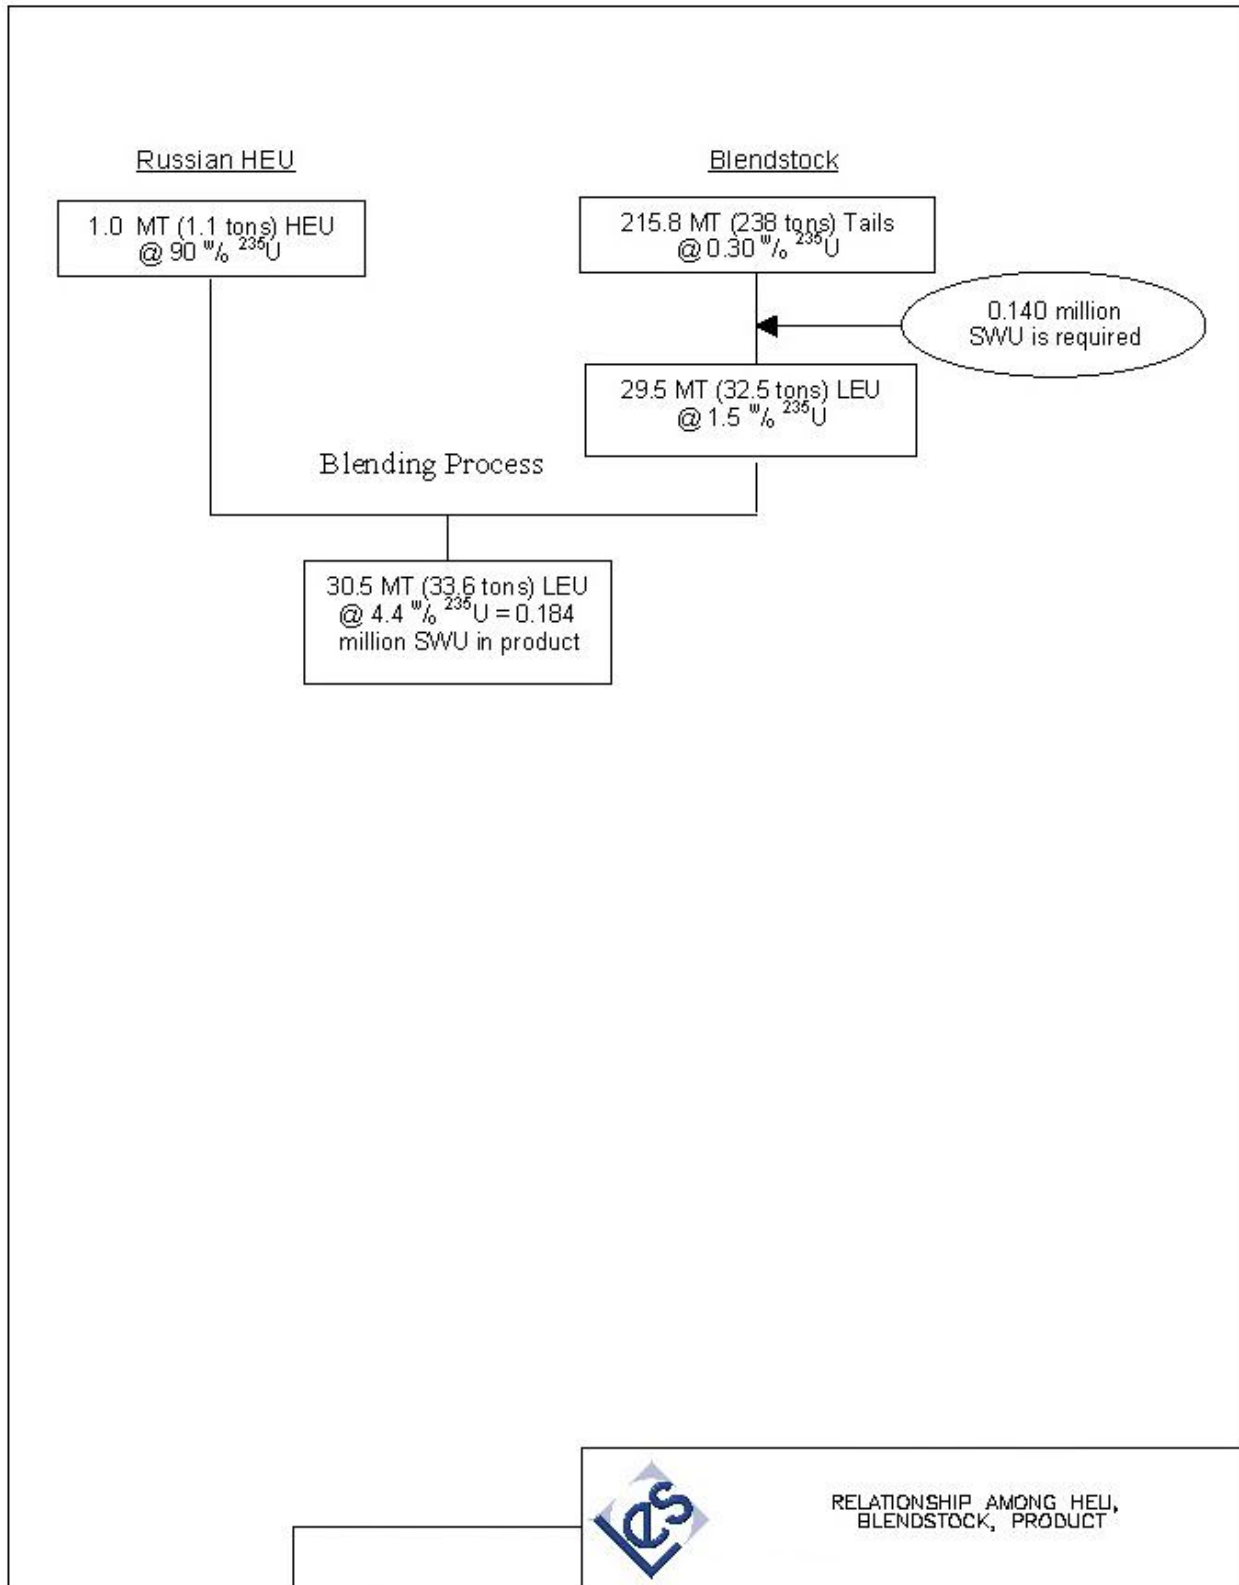 Russian HEU
Blendstock
1.0 MT (1.1 tons) HEU
@ 90 w/o 235U
215.8 MT (238 tons) Tails
@ 0.30 w/o 235U
0.140 million
SWU is required
29.5 MT (32.5 tons) LEU
@ 1.5 w/o 235U
Blending Process
30.5 MT (33.6 tons) LEU
@ 4.4 w/o 235U = 0.184
million SWU in product
Les
RELATIONSHIP AMONG HEU,
BLENDSTOCK, PRODUCT